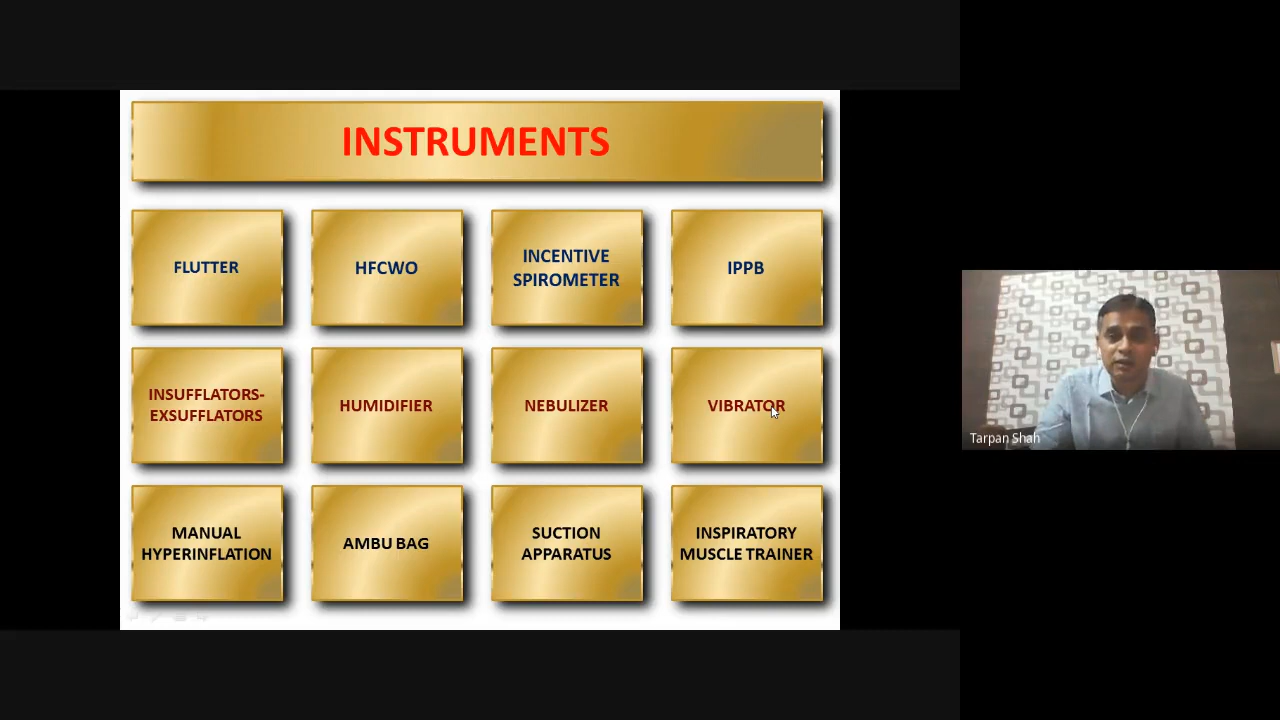 INSTRUMENTS
FLUTTER
HFCWO
INCENTIVE
SPIROMETER
IPPB
INSUFFLATORS-
EXSUFFLATORS
HUMIDIFIER
NEBULIZER
VIBRATOR
MANUAL
HYPERINFLATION
AMBU BAG
SUCTION
APPARATUS
INSPIRATORY
MUSCLE TRAINER
Tarpan Shah